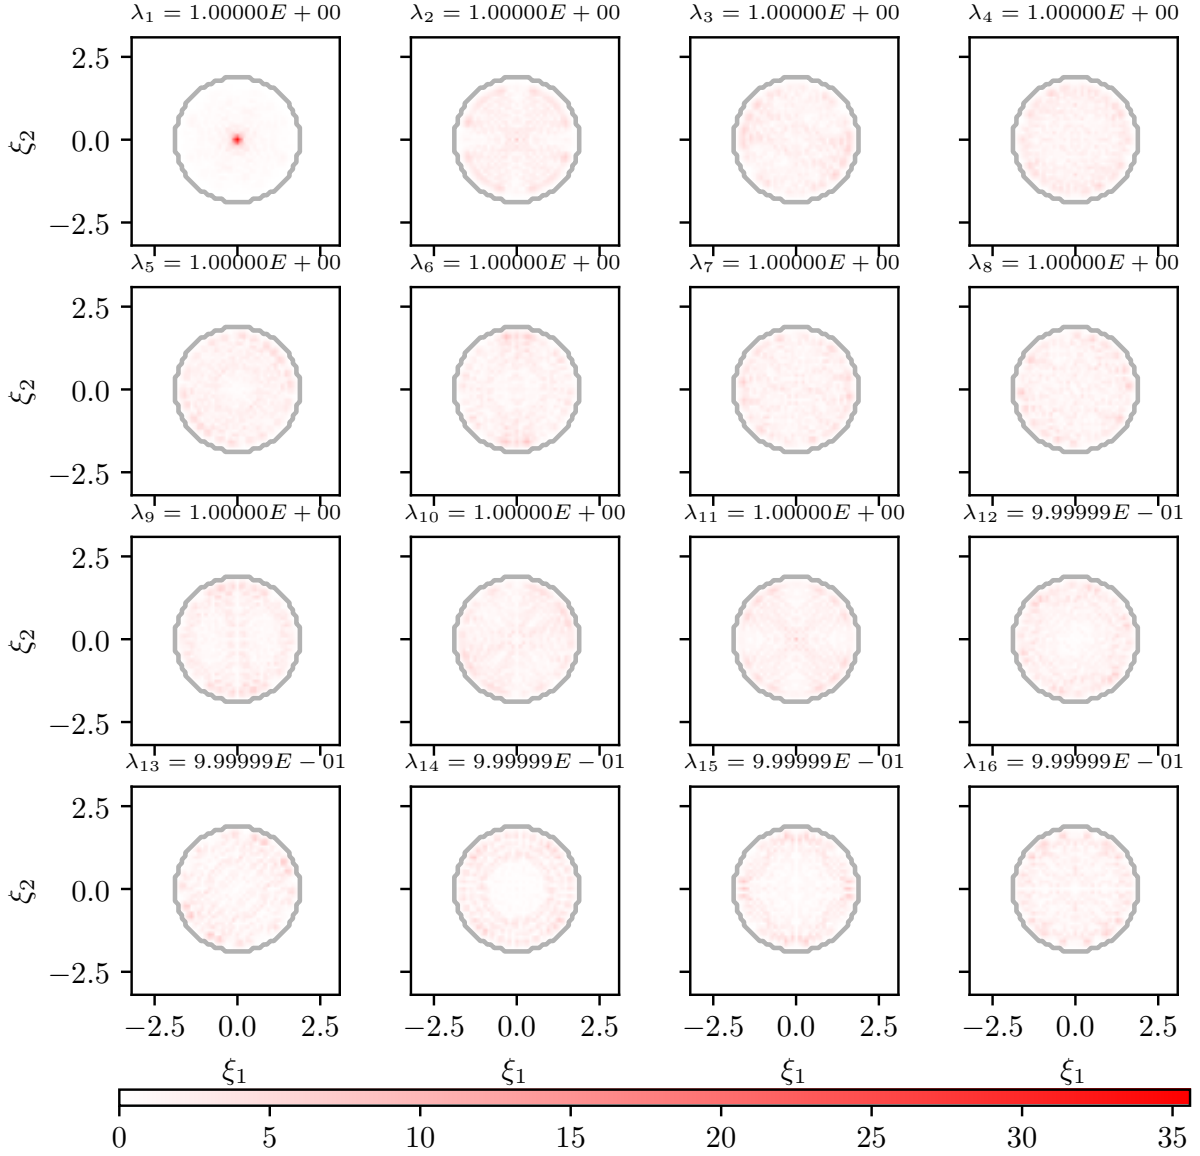 λ₁ = 1.00000E + 00 λ₂ = 1.00000E + 00 λ₃ = 1.00000E + 00 λ₄ = 1.00000E + 00
2.5
0.0
−2.5
ξ₂
λ₅ = 1.00000E + 00 λ₆ = 1.00000E + 00 λ₇ = 1.00000E + 00 λ₈ = 1.00000E + 00
2.5
0.0
−2.5
ξ₂
λ₉ = 1.00000E + 00 λ₁₀ = 1.00000E + 00 λ₁₁ = 1.00000E + 00 λ₁₂ = 9.99999E − 01
2.5
0.0
−2.5
ξ₂
λ₁₃ = 9.99999E − 01 λ₁₄ = 9.99999E − 01 λ₁₅ = 9.99999E − 01 λ₁₆ = 9.99999E − 01
2.5
0.0
−2.5
ξ₂
−2.5 0.0 2.5 −2.5 0.0 2.5 −2.5 0.0 2.5 −2.5 0.0 2.5
ξ₁ ξ₁ ξ₁ ξ₁
0 5 10 15 20 25 30 35